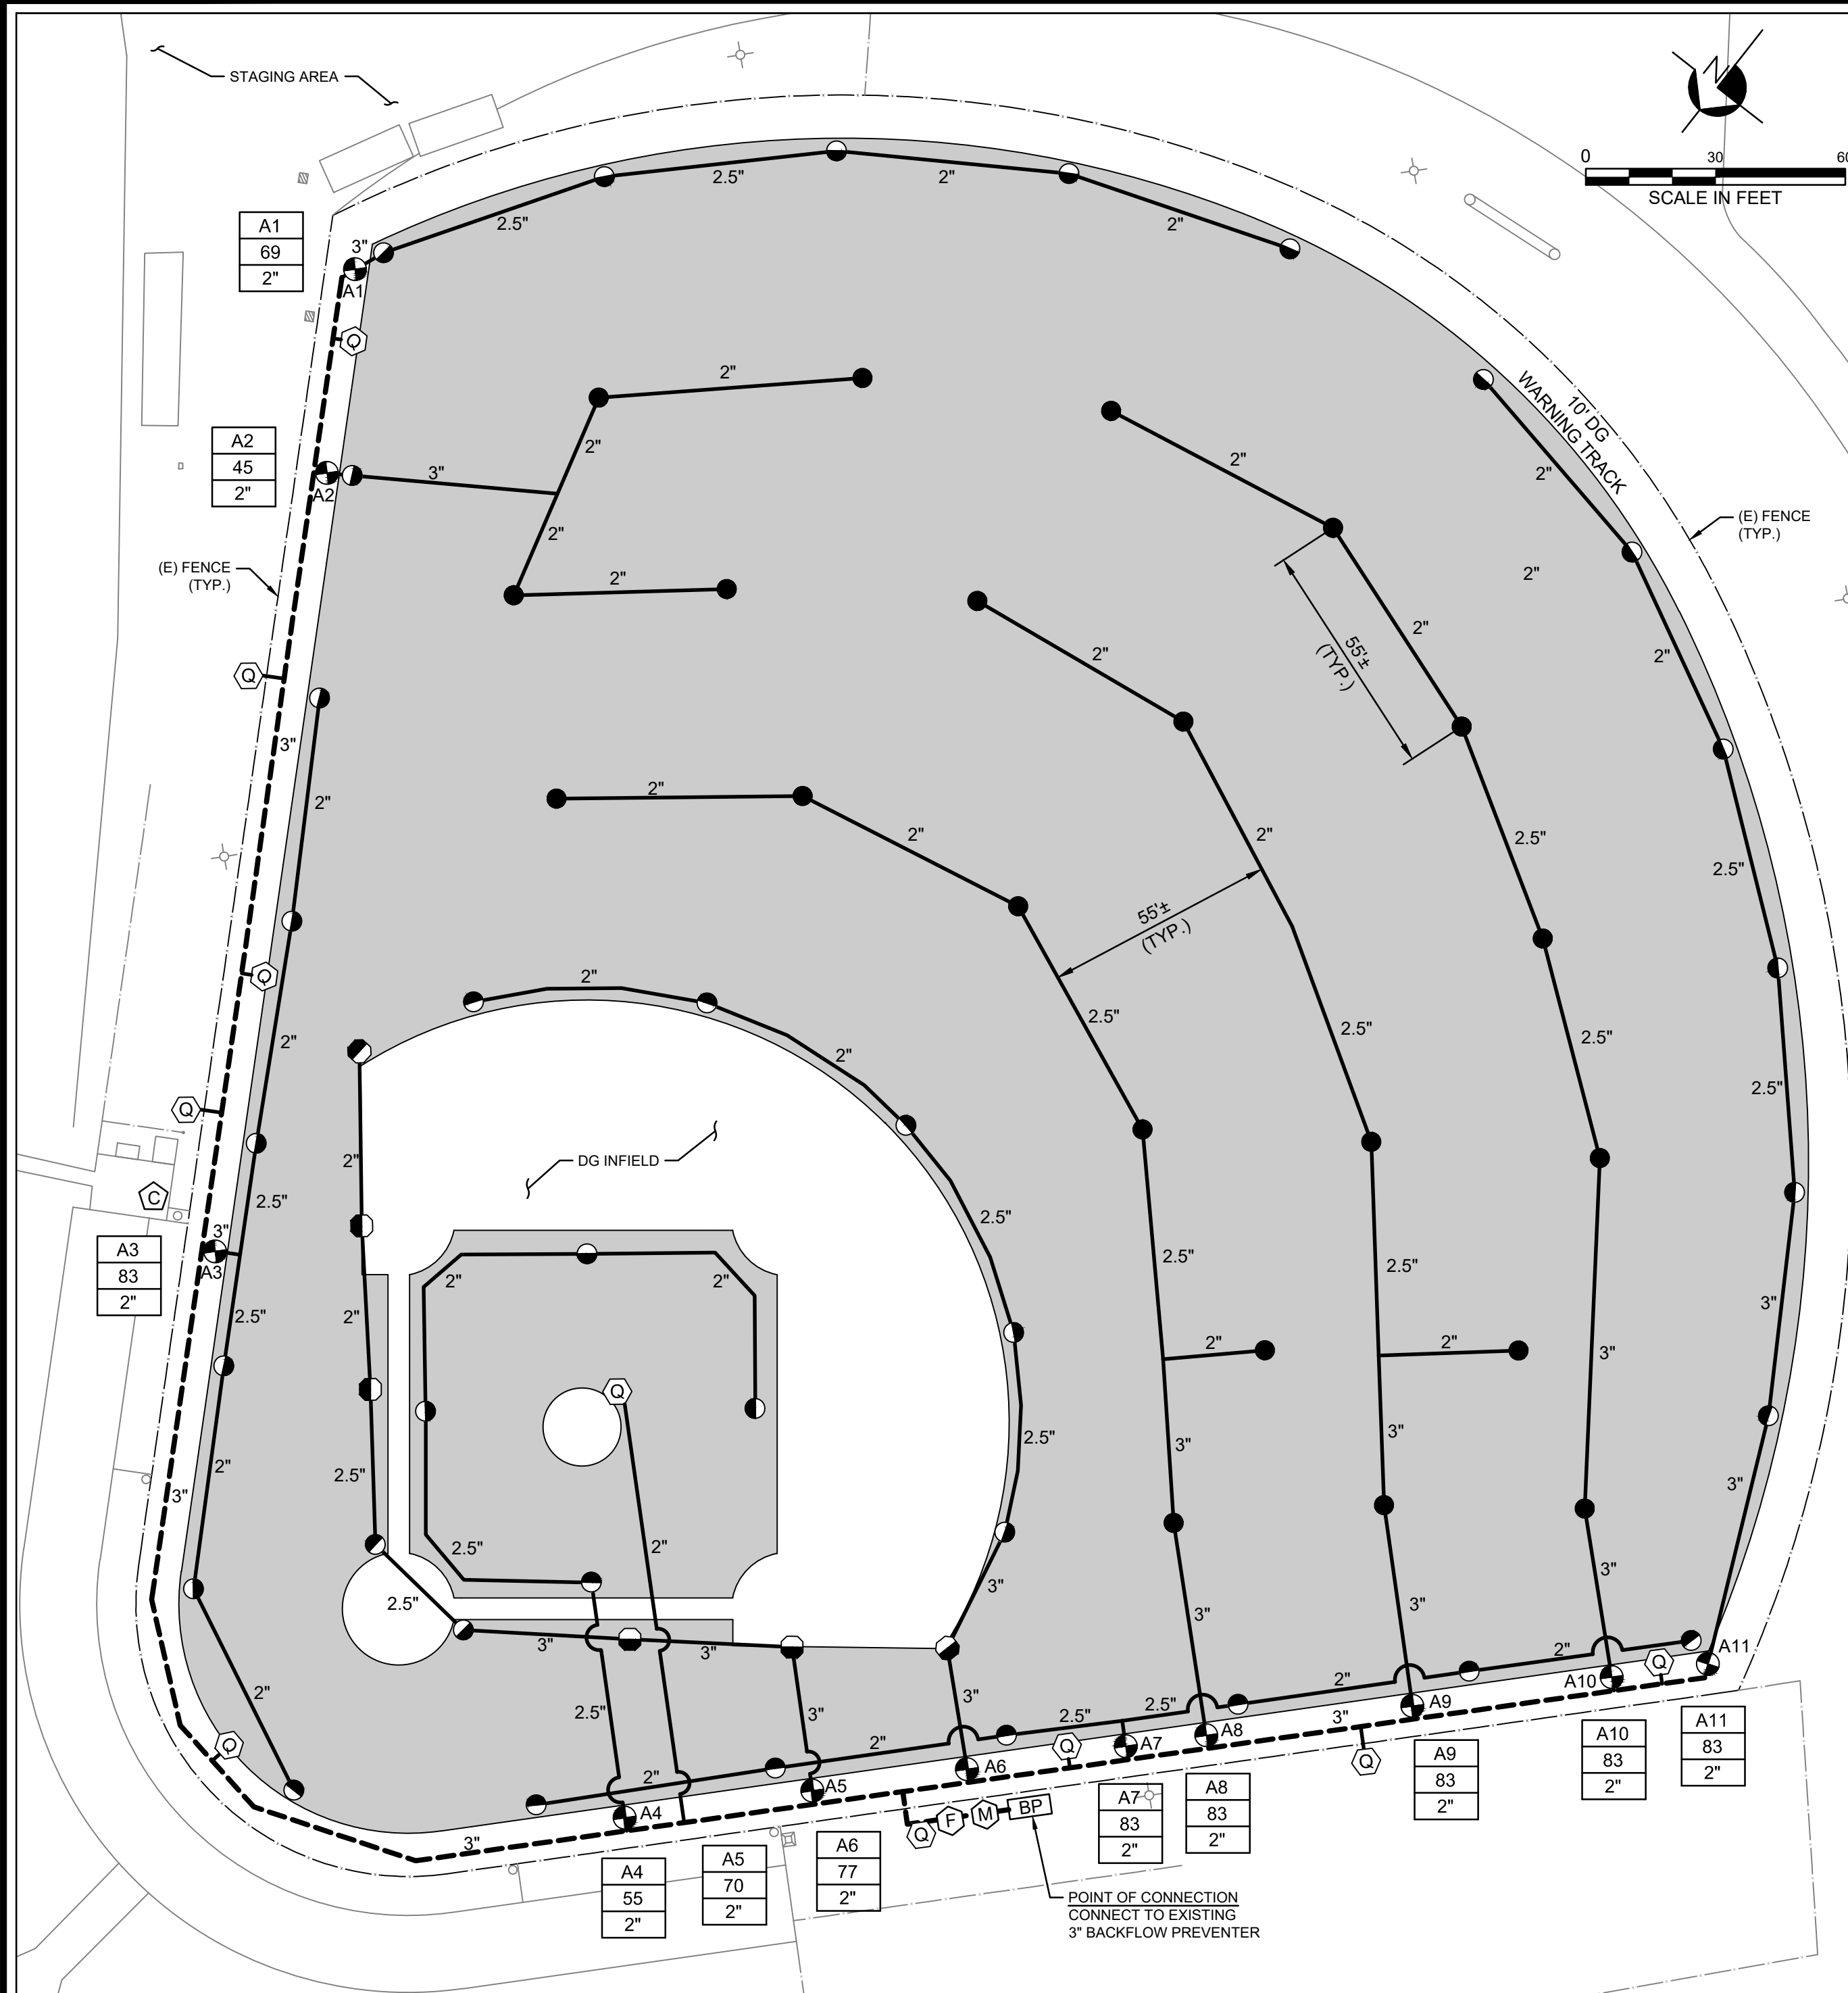 STAGING AREA
N
0 30 60
SCALE IN FEET
2.5" 2"
2.5" 2"
A1
69
2"
3"
A1
Q
2"
2"
2"
10' DG
WARNING TRACK
2"
A2
45
2"
3"
A2
2"
(E) FENCE
(TYP.)
2"
2"
(E) FENCE
(TYP.)
2"
2"
2"
2"
55'±
(TYP.)
Q
3"
2"
2"
2"
2"
2.5"
2.5"
55'±
(TYP.)
Q
2"
2"
2"
2.5"
2.5"
2.5"
2.5"
Q
2"
DG INFIELD
C
2.5"
2.5"
3"
A3
A3
83
2"
2.5"
2.5"
2"
2"
2.5"
2"
2"
3"
3"
2"
Q
2.5"
2.5"
3"
3"
2"
3"
3"
2.5"
2"
2.5"
3"
3"
2.5"
3"
3"
3"
3"
2"
3"
2.5"
3"
2.5"
2.5"
2"
2"
Q
A11
A10
Q
2"
2"
Q
A7
A8
3"
A9
Q
A6
A5
A4
3"
Q
F
M
BP
A4
55
2"
A5
70
2"
A6
77
2"
A7
83
2"
A8
83
2"
A9
83
2"
A10
83
2"
A11
83
2"
POINT OF CONNECTION
CONNECT TO EXISTING
3" BACKFLOW PREVENTER